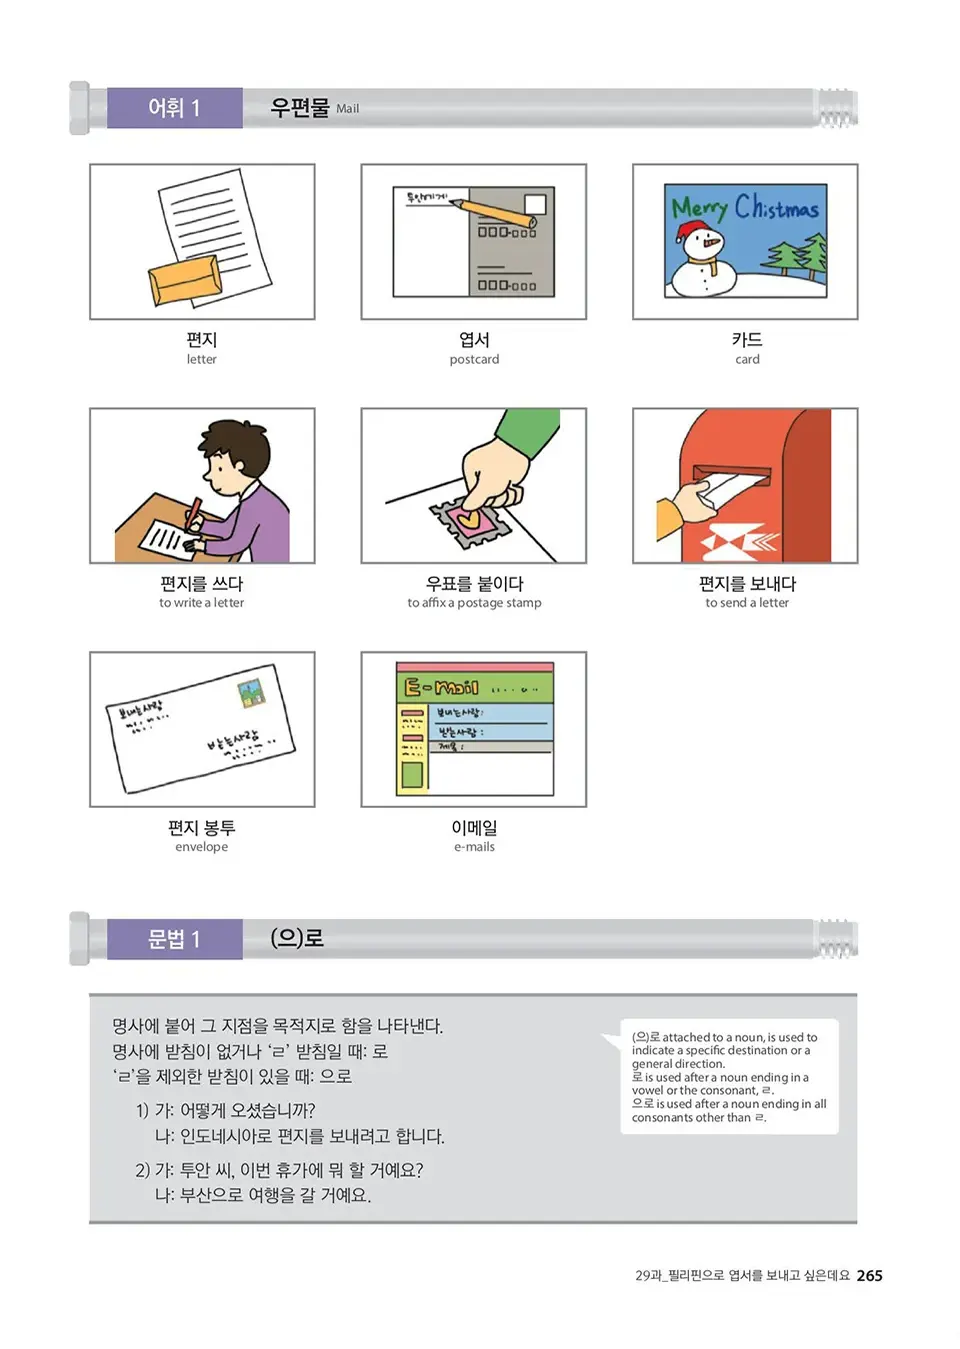 어휘 1 우편물 Mail
투안에게
Merry Chistmas
편지 엽서 카드
letter postcard card
편지를 쓰다 우표를 붙이다 편지를 보내다
to write a letter to affix a postage stamp to send a letter
보내는사람
받는사람
E-mail
보내는사람:
받는사람:
제목:
편지 봉투 이메일
envelope e-mails
문법 1 (으)로
명사에 붙어 그 지점을 목적지로 함을 나타낸다.
명사에 받침이 없거나 ‘ㄹ’ 받침일 때: 로
‘ㄹ’을 제외한 받침이 있을 때: 으로
1) 가: 어떻게 오셨습니까?
나: 인도네시아로 편지를 보내려고 합니다.
2) 가: 투안 씨, 이번 휴가에 뭐 할 거예요?
나: 부산으로 여행을 갈 거예요.
(으)로 attached to a noun, is used to
indicate a specific destination or a
general direction.
로 is used after a noun ending in a
vowel or the consonant, ㄹ.
으로 is used after a noun ending in all
consonants other than ㄹ.
29과_필리핀으로 엽서를 보내고 싶은데요 265